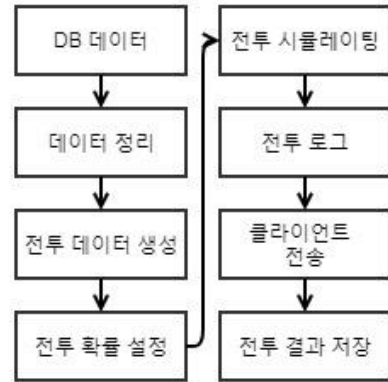 DB 데이터
데이터 정리
전투 데이터 생성
전투 확률 설정
전투 시뮬레이팅
전투 로그
클라이언트
전송
전투 결과 저장